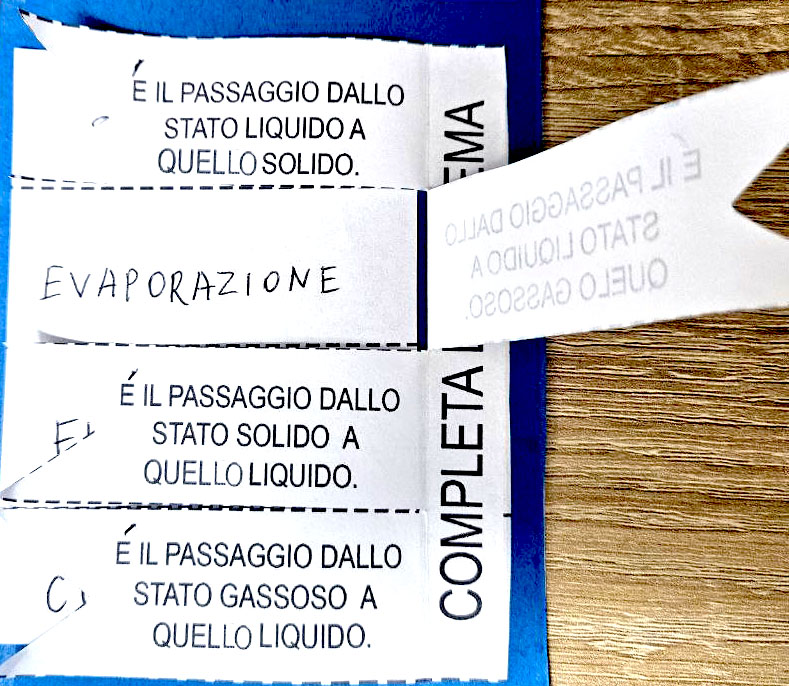 É IL PASSAGGIO DALLO
STATO LIQUIDO A
QUELLO SOLIDO.
EVAPORAZIONE
É IL PASSAGGIO DALLO
STATO LIQUIDO A
QUELO GASSOSO.
É IL PASSAGGIO DALLO
STATO SOLIDO A
QUELLO LIQUIDO.
É IL PASSAGGIO DALLO
STATO GASSOSO A
QUELLO LIQUIDO.
COMPLETA